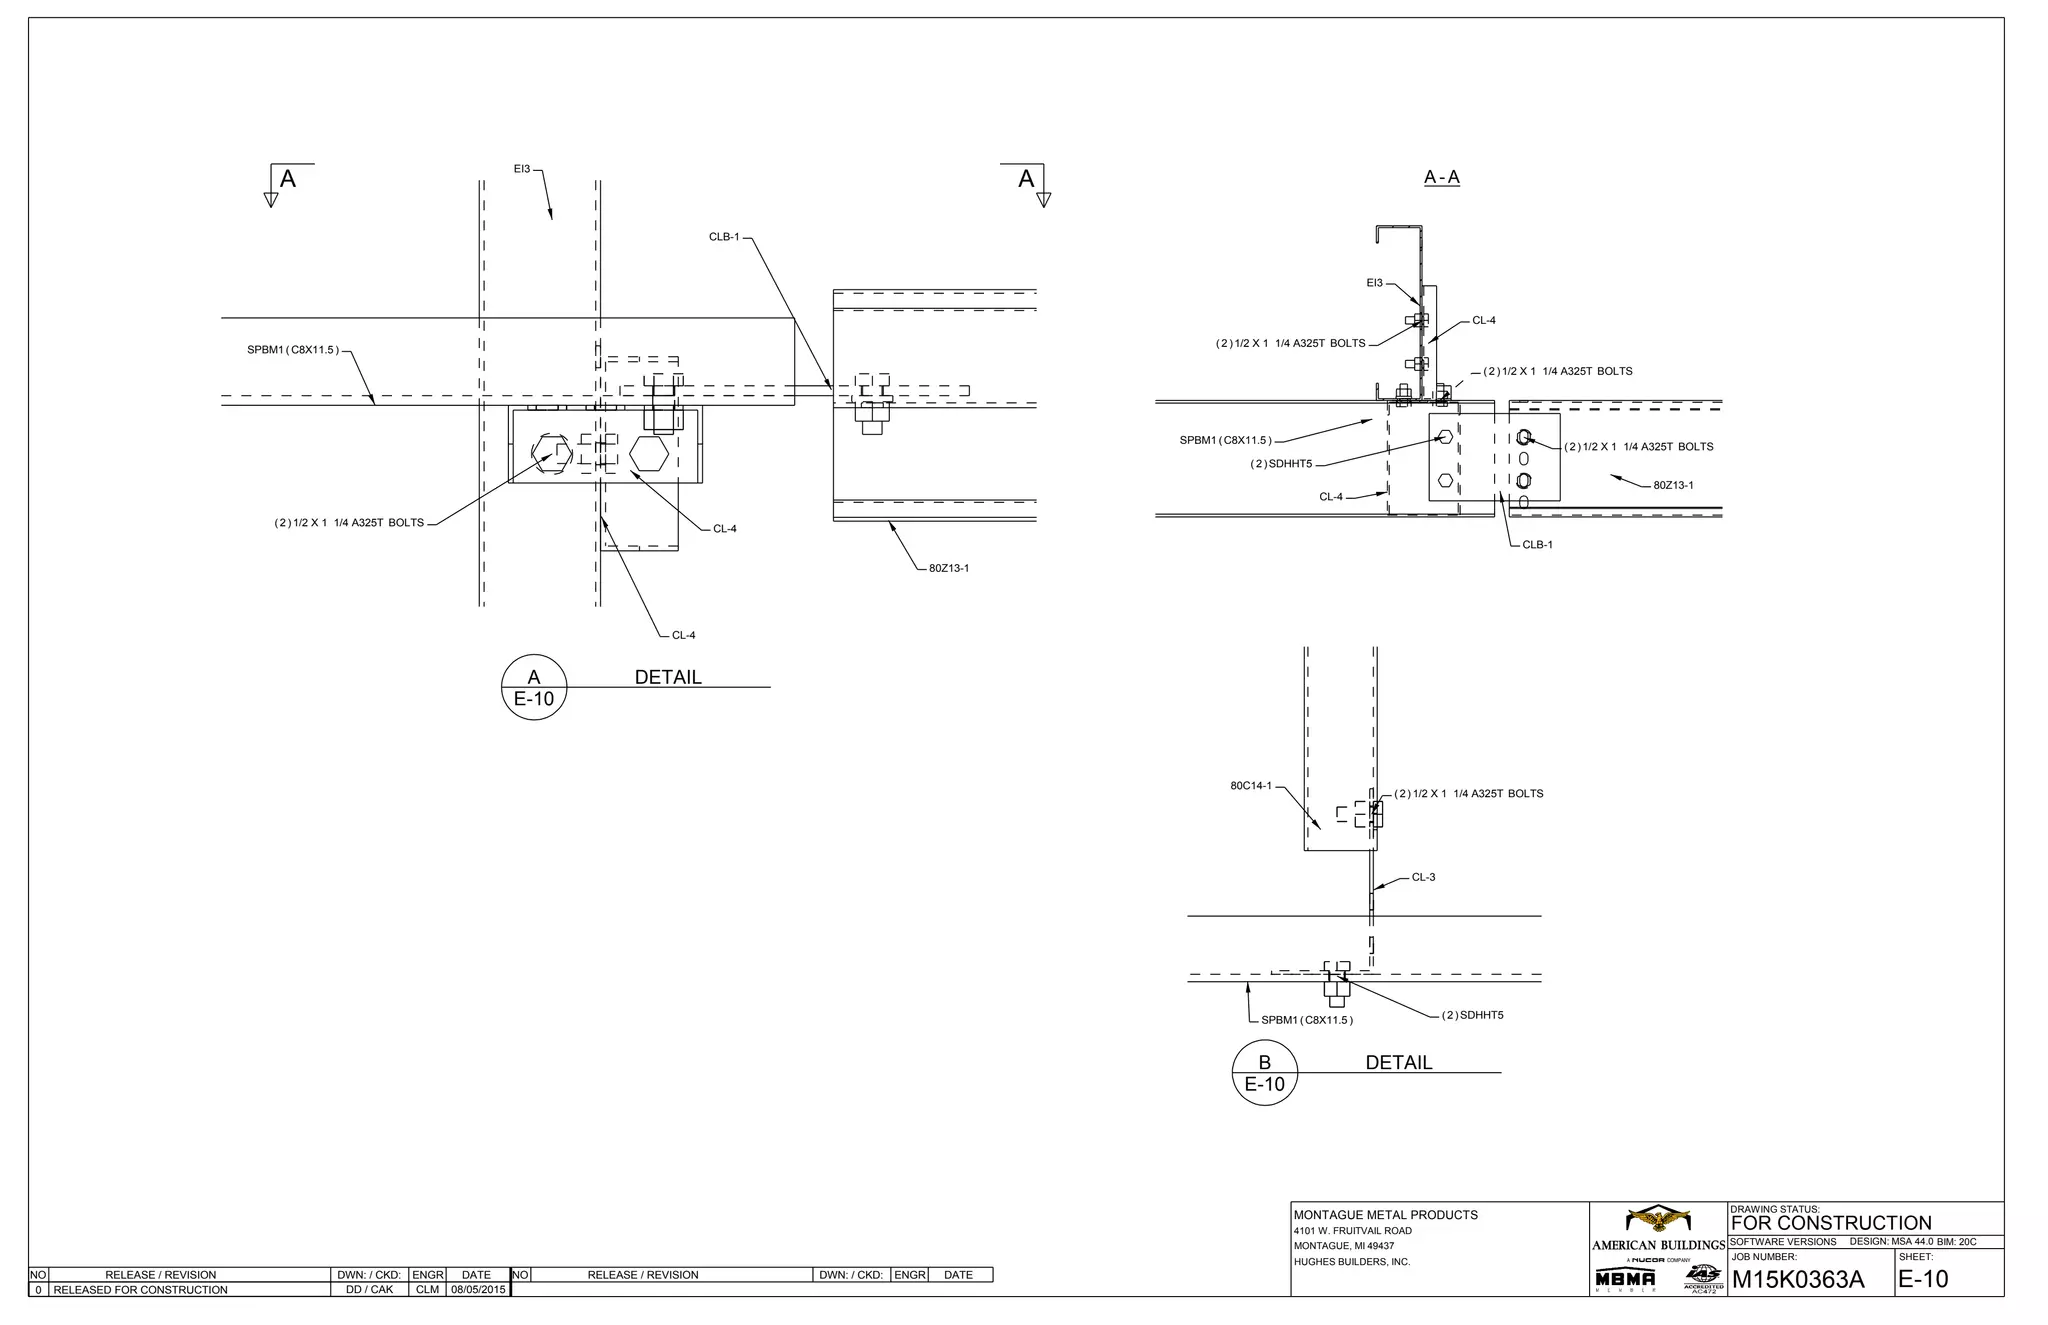 A
A
EI3
CLB-1
SPBM1 ( C8X11.5 )
( 2 ) 1/2 X 1 1/4 A325T BOLTS
CL-4
80Z13-1
CL-4
A
E-10
DETAIL
A - A
EI3
CL-4
( 2 ) 1/2 X 1 1/4 A325T BOLTS
( 2 ) 1/2 X 1 1/4 A325T BOLTS
SPBM1 ( C8X11.5 )
( 2 ) 1/2 X 1 1/4 A325T BOLTS
( 2 ) SDHHT5
80Z13-1
CL-4
CLB-1
80C14-1
( 2 ) 1/2 X 1 1/4 A325T BOLTS
CL-3
SPBM1 ( C8X11.5 )
( 2 ) SDHHT5
B
E-10
DETAIL
NO RELEASE / REVISION DWN: / CKD: ENGR DATE NO RELEASE / REVISION DWN: / CKD: ENGR DATE
0 RELEASED FOR CONSTRUCTION DD / CAK CLM 08/05/2015
MONTAGUE METAL PRODUCTS
4101 W. FRUITVAIL ROAD
MONTAGUE, MI 49437
HUGHES BUILDERS, INC.
AMERICAN BUILDINGS
A NUCOR COMPANY
MBMA
MEMBER
IAS
ACCREDITED
AC472
DRAWING STATUS:
FOR CONSTRUCTION
SOFTWARE VERSIONS DESIGN: MSA 44.0 BIM: 20C
JOB NUMBER:
M15K0363A
SHEET:
E-10